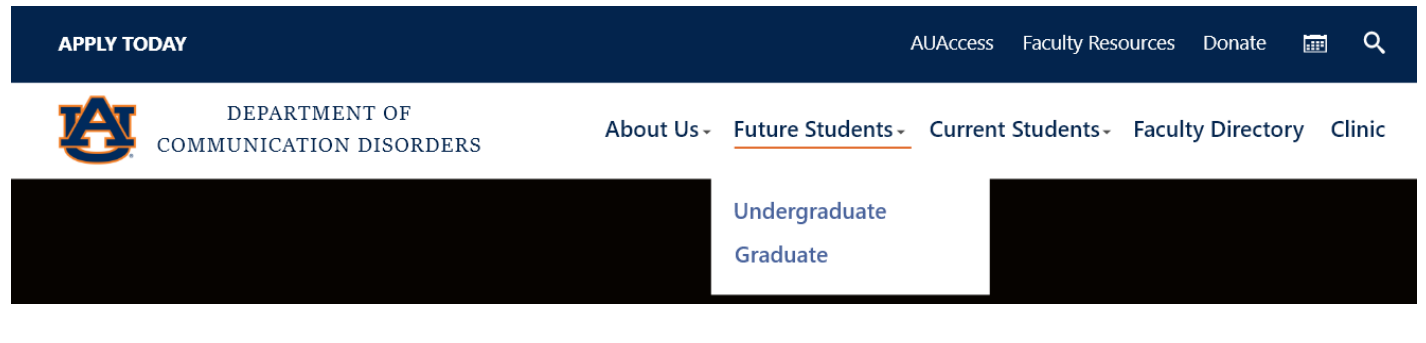 APPLY TODAY AUAccess Faculty Resources Donate
AU
DEPARTMENT OF
COMMUNICATION DISORDERS
About Us Future Students Current Students Faculty Directory Clinic
Undergraduate
Graduate